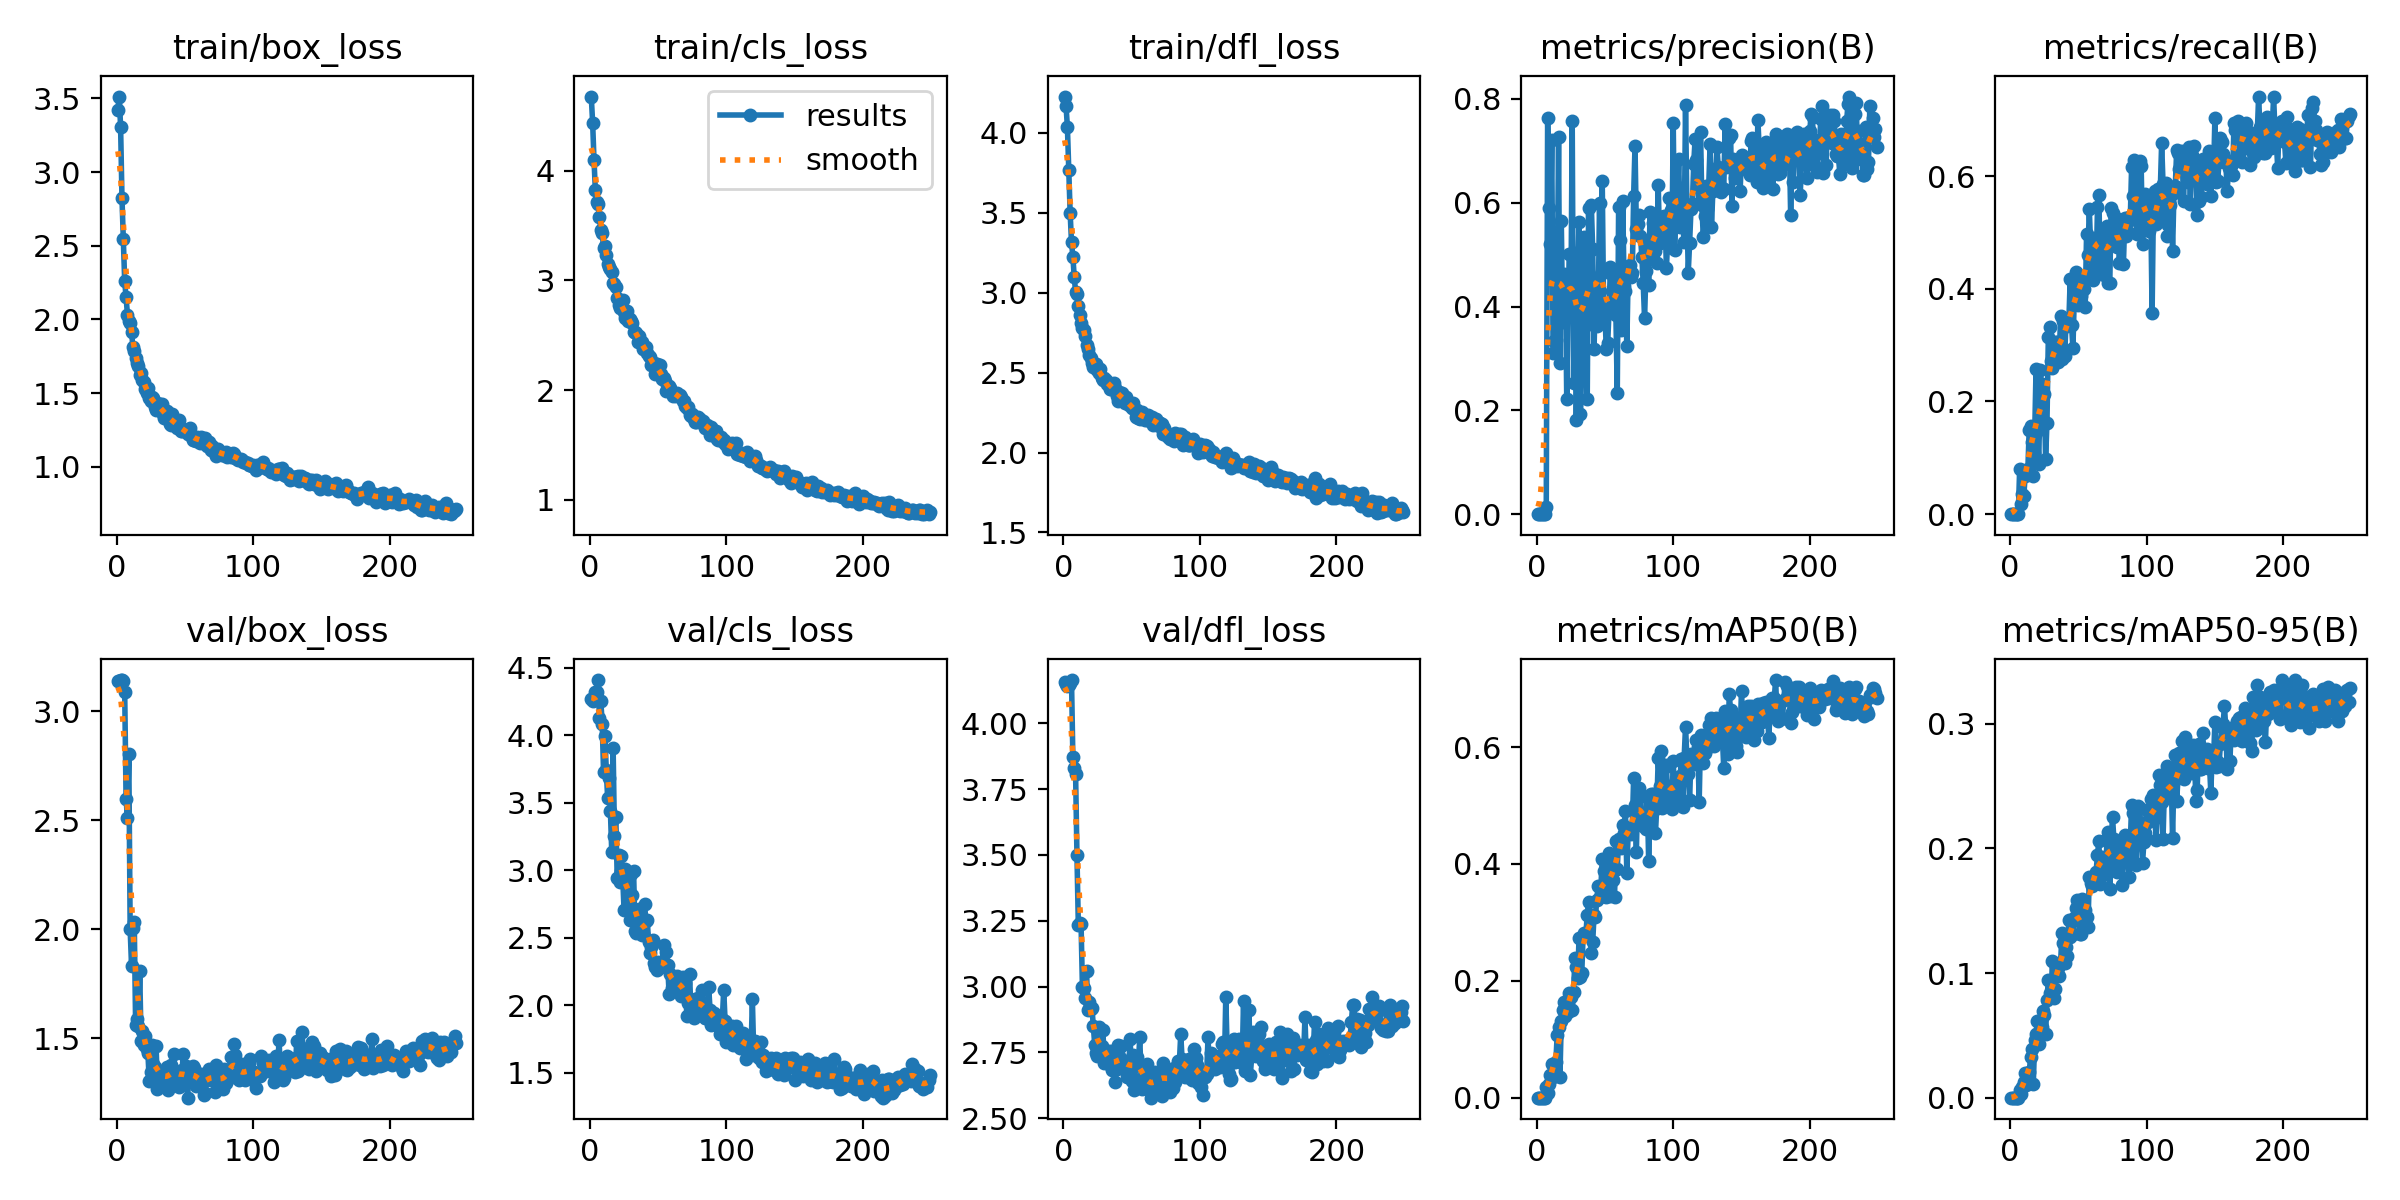 train/box_loss
3.5
3.0
2.5
2.0
1.5
1.0
0 100 200
train/cls_loss
results
smooth
4
3
2
1
0 100 200
train/dfl_loss
4.0
3.5
3.0
2.5
2.0
1.5
0 100 200
metrics/precision(B)
0.8
0.6
0.4
0.2
0.0
0 100 200
metrics/recall(B)
0.6
0.4
0.2
0.0
0 100 200
val/box_loss
3.0
2.5
2.0
1.5
0 100 200
val/cls_loss
4.5
4.0
3.5
3.0
2.5
2.0
1.5
0 100 200
val/dfl_loss
4.00
3.75
3.50
3.25
3.00
2.75
2.50
0 100 200
metrics/mAP50(B)
0.6
0.4
0.2
0.0
0 100 200
metrics/mAP50-95(B)
0.3
0.2
0.1
0.0
0 100 200